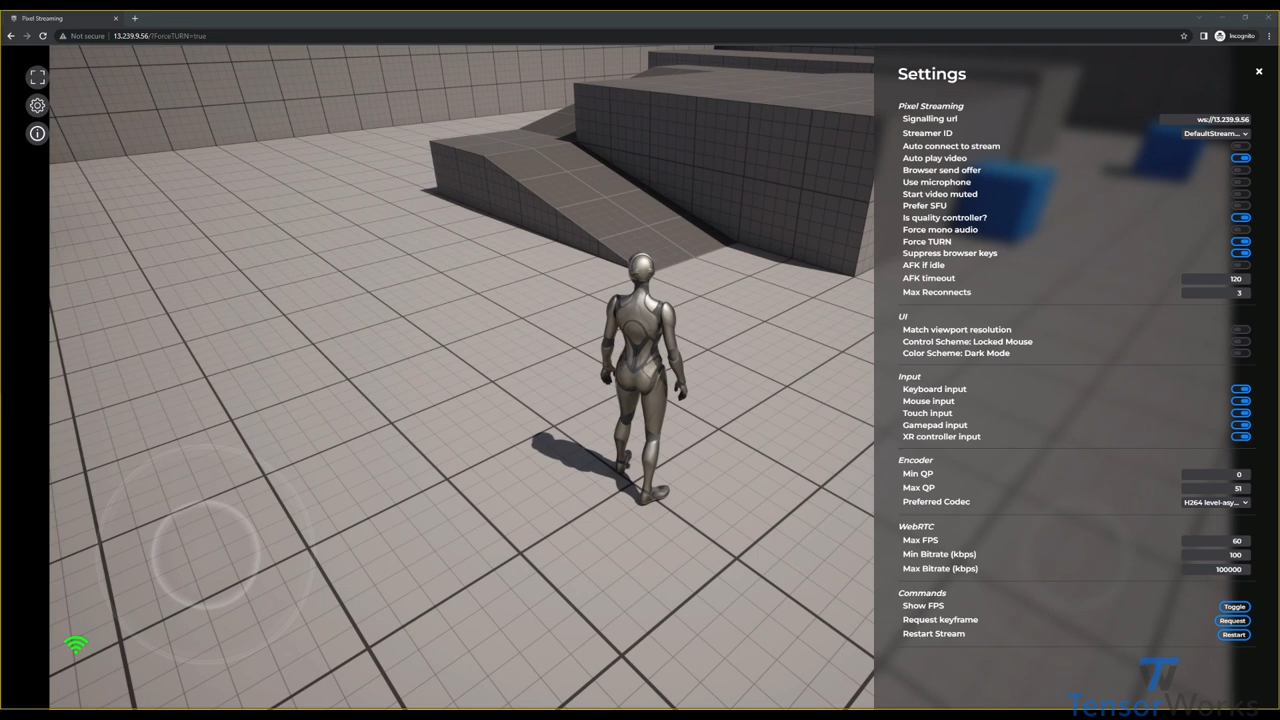 Pixel Streaming
Not secure 13.239.9.56/?ForceTURN=true Incognito
Settings
Pixel Streaming
Signalling url ws://13.239.9.56
Streamer ID DefaultStream...
Auto connect to stream
Auto play video
Browser send offer
Use microphone
Start video muted
Prefer SFU
Is quality controller?
Force mono audio
Force TURN
Suppress browser keys
AFK if idle
AFK timeout 120
Max Reconnects 3
UI
Match viewport resolution
Control Scheme: Locked Mouse
Color Scheme: Dark Mode
Input
Keyboard input
Mouse input
Touch input
Gamepad input
XR controller input
Encoder
Min QP 0
Max QP 51
Preferred Codec H264 level-asy...
WebRTC
Max FPS 60
Min Bitrate (kbps) 100
Max Bitrate (kbps) 100000
Commands
Show FPS Toggle
Request keyframe Request
Restart Stream Restart
TensorWorks